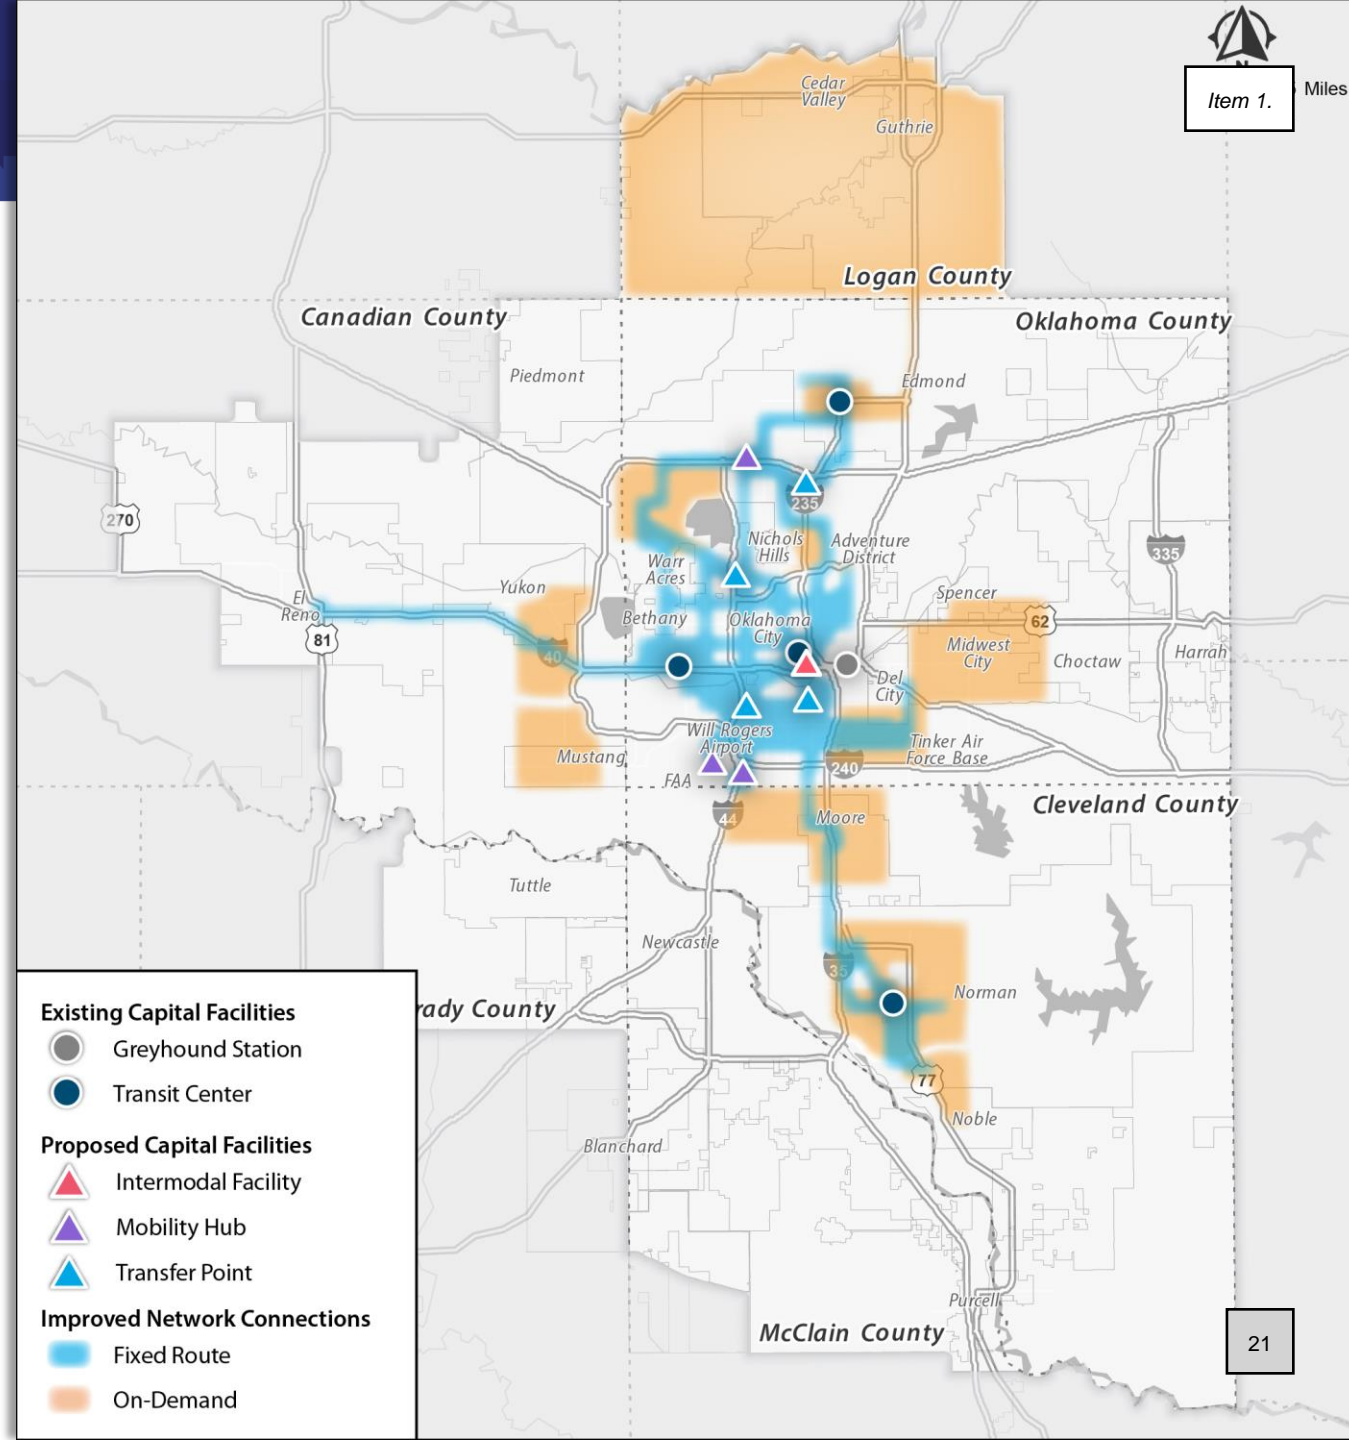 Item 1.
Miles
Cedar
Valley
Guthrie
Logan County
Canadian County
Oklahoma County
Piedmont
Edmond
270
235
Nichols
Hills
Adventure
District
335
Warr
Acres
Yukon
El
Reno
Spencer
Bethany
Oklahoma
City
62
81
40
Midwest
City
Choctaw
Harrah
Del
City
Will Rogers
Airport
Tinker Air
Force Base
Mustang
FAA
240
Cleveland County
44
Moore
Tuttle
Newcastle
35
Norman
rady County
77
Noble
Blanchard
Purcell
McClain County
Existing Capital Facilities
Greyhound Station
Transit Center
Proposed Capital Facilities
Intermodal Facility
Mobility Hub
Transfer Point
Improved Network Connections
Fixed Route
On-Demand
21